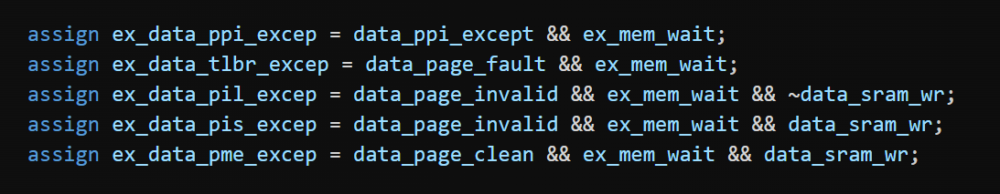 assign ex_data_ppi_excep = data_ppi_except && ex_mem_wait;
assign ex_data_tlbr_excep = data_page_fault && ex_mem_wait;
assign ex_data_pil_excep = data_page_invalid && ex_mem_wait && ~data_sram_wr;
assign ex_data_pis_excep = data_page_invalid && ex_mem_wait && data_sram_wr;
assign ex_data_pme_excep = data_page_clean && ex_mem_wait && data_sram_wr;